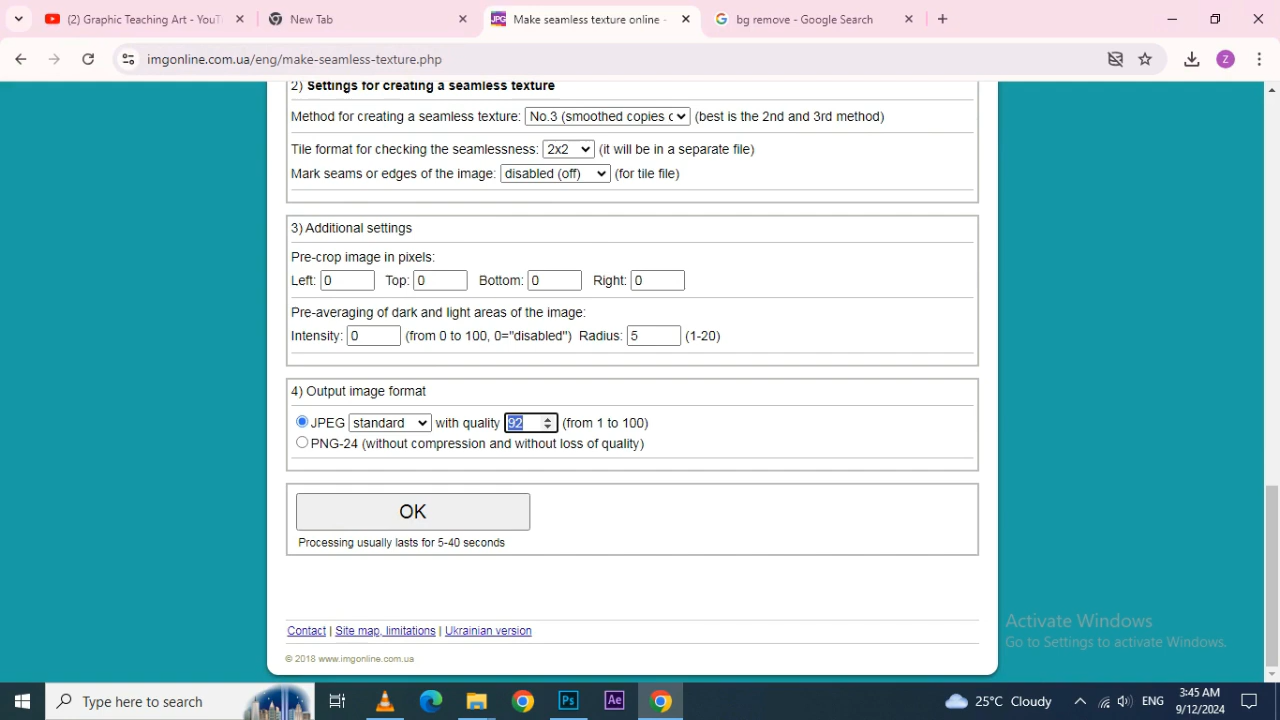 (2) Graphic Teaching Art - YouT
New Tab
Make seamless texture online -
bg remove - Google Search
imgonline.com.ua/eng/make-seamless-texture.php
Z
2) Settings for creating a seamless texture
Method for creating a seamless texture: No.3 (smoothed copies c (best is the 2nd and 3rd method)
Tile format for checking the seamlessness: 2x2 (it will be in a separate file)
Mark seams or edges of the image: disabled (off) (for tile file)
3) Additional settings
Pre-crop image in pixels:
Left: 0 Top: 0 Bottom: 0 Right: 0
Pre-averaging of dark and light areas of the image:
Intensity: 0 (from 0 to 100, 0="disabled") Radius: 5 (1-20)
4) Output image format
JPEG standard with quality 92 (from 1 to 100)
PNG-24 (without compression and without loss of quality)
OK
Processing usually lasts for 5-40 seconds
Contact | Site map, limitations | Ukrainian version
© 2018 www.imgonline.com.ua
Activate Windows
Go to Settings to activate Windows.
Type here to search
Ps
Ae
25°C Cloudy
ENG
3:45 AM
9/12/2024